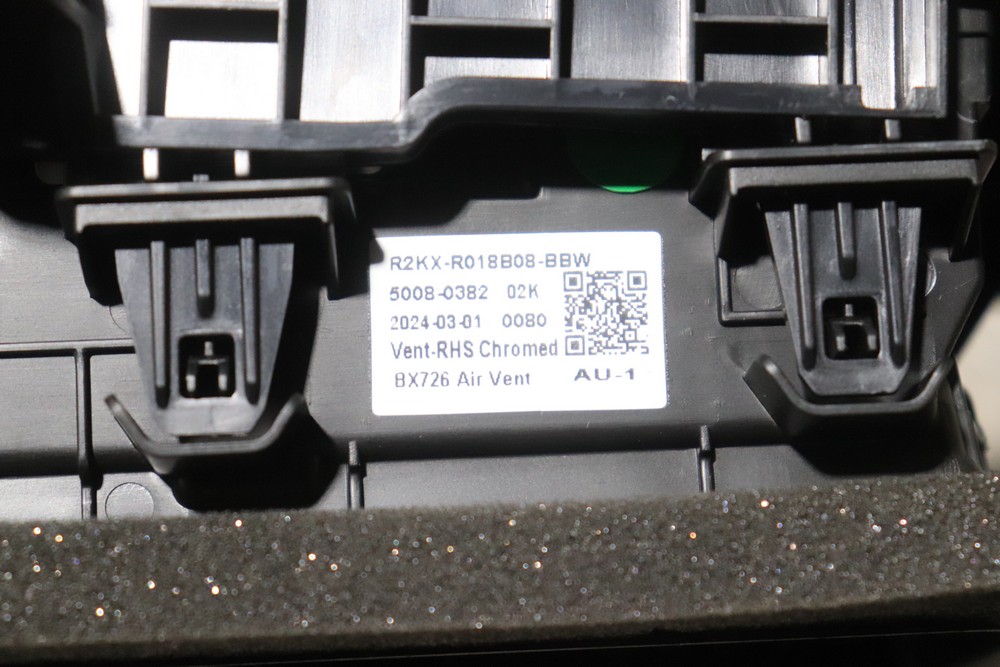 R2KX-R018B08-BBW
5008-0382 02K
2024-03-01 0080
Vent-RHS Chromed
BX726 Air Vent AU-1